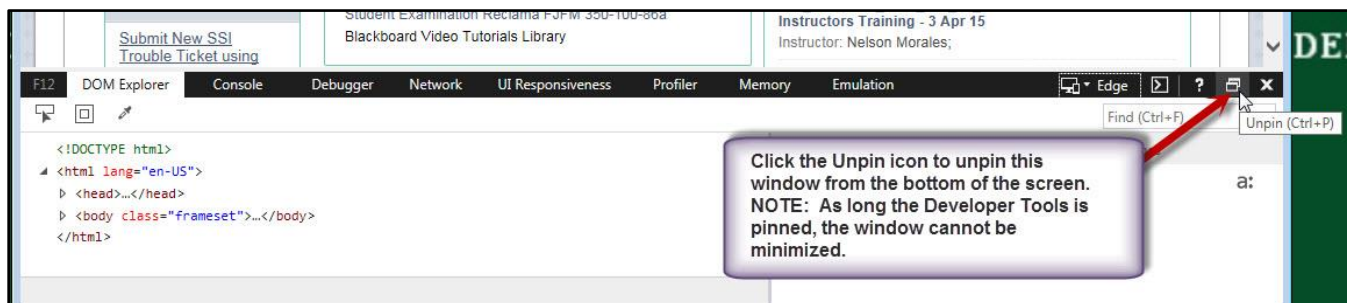 Student Examination Reclama FJFM 350-100-86a
Blackboard Video Tutorials Library
Instructors Training - 3 Apr 15
Instructor: Nelson Morales;
Submit New SSI
Trouble Ticket using
F12 DOM Explorer Console Debugger Network UI Responsiveness Profiler Memory Emulation Edge ?
Find (Ctrl+F)
Unpin (Ctrl+P)
<!DOCTYPE html>
<html lang="en-US">
<head>…</head>
<body class="frameset">…</body>
</html>
Click the Unpin icon to unpin this
window from the bottom of the screen.
NOTE: As long the Developer Tools is
pinned, the window cannot be
minimized.
a: